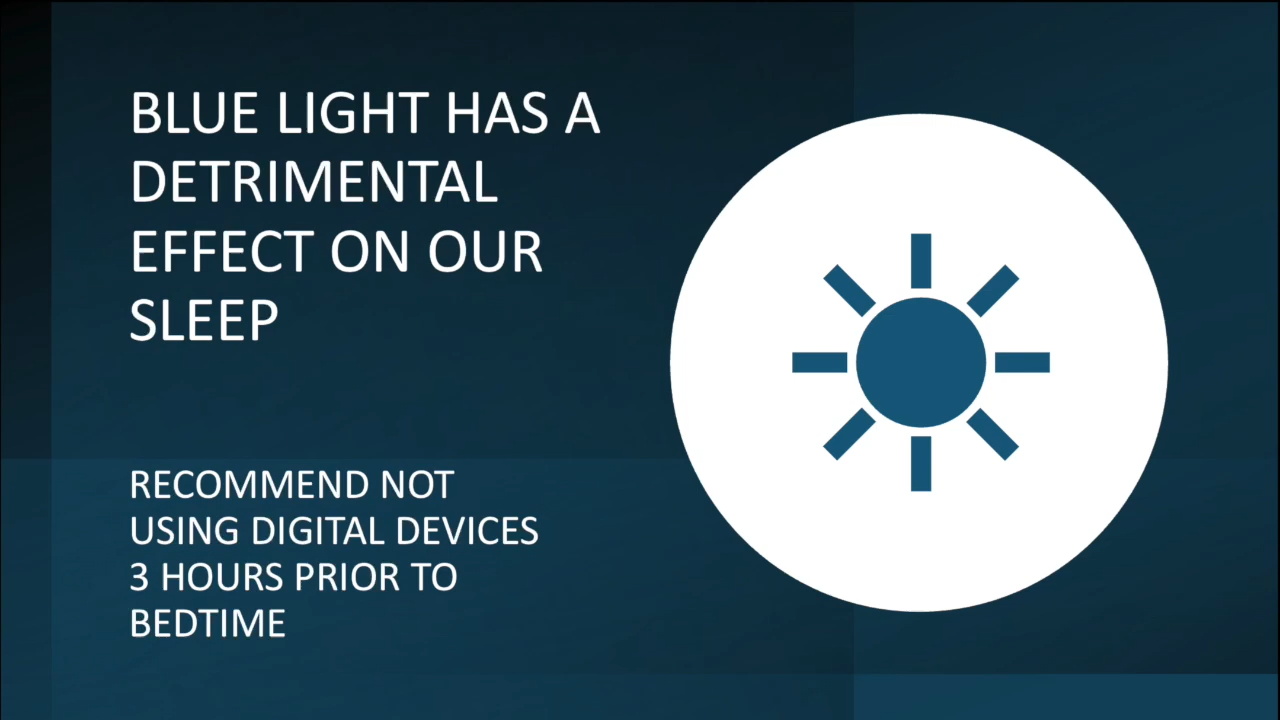 BLUE LIGHT HAS A
DETRIMENTAL
EFFECT ON OUR
SLEEP
RECOMMEND NOT
USING DIGITAL DEVICES
3 HOURS PRIOR TO
BEDTIME